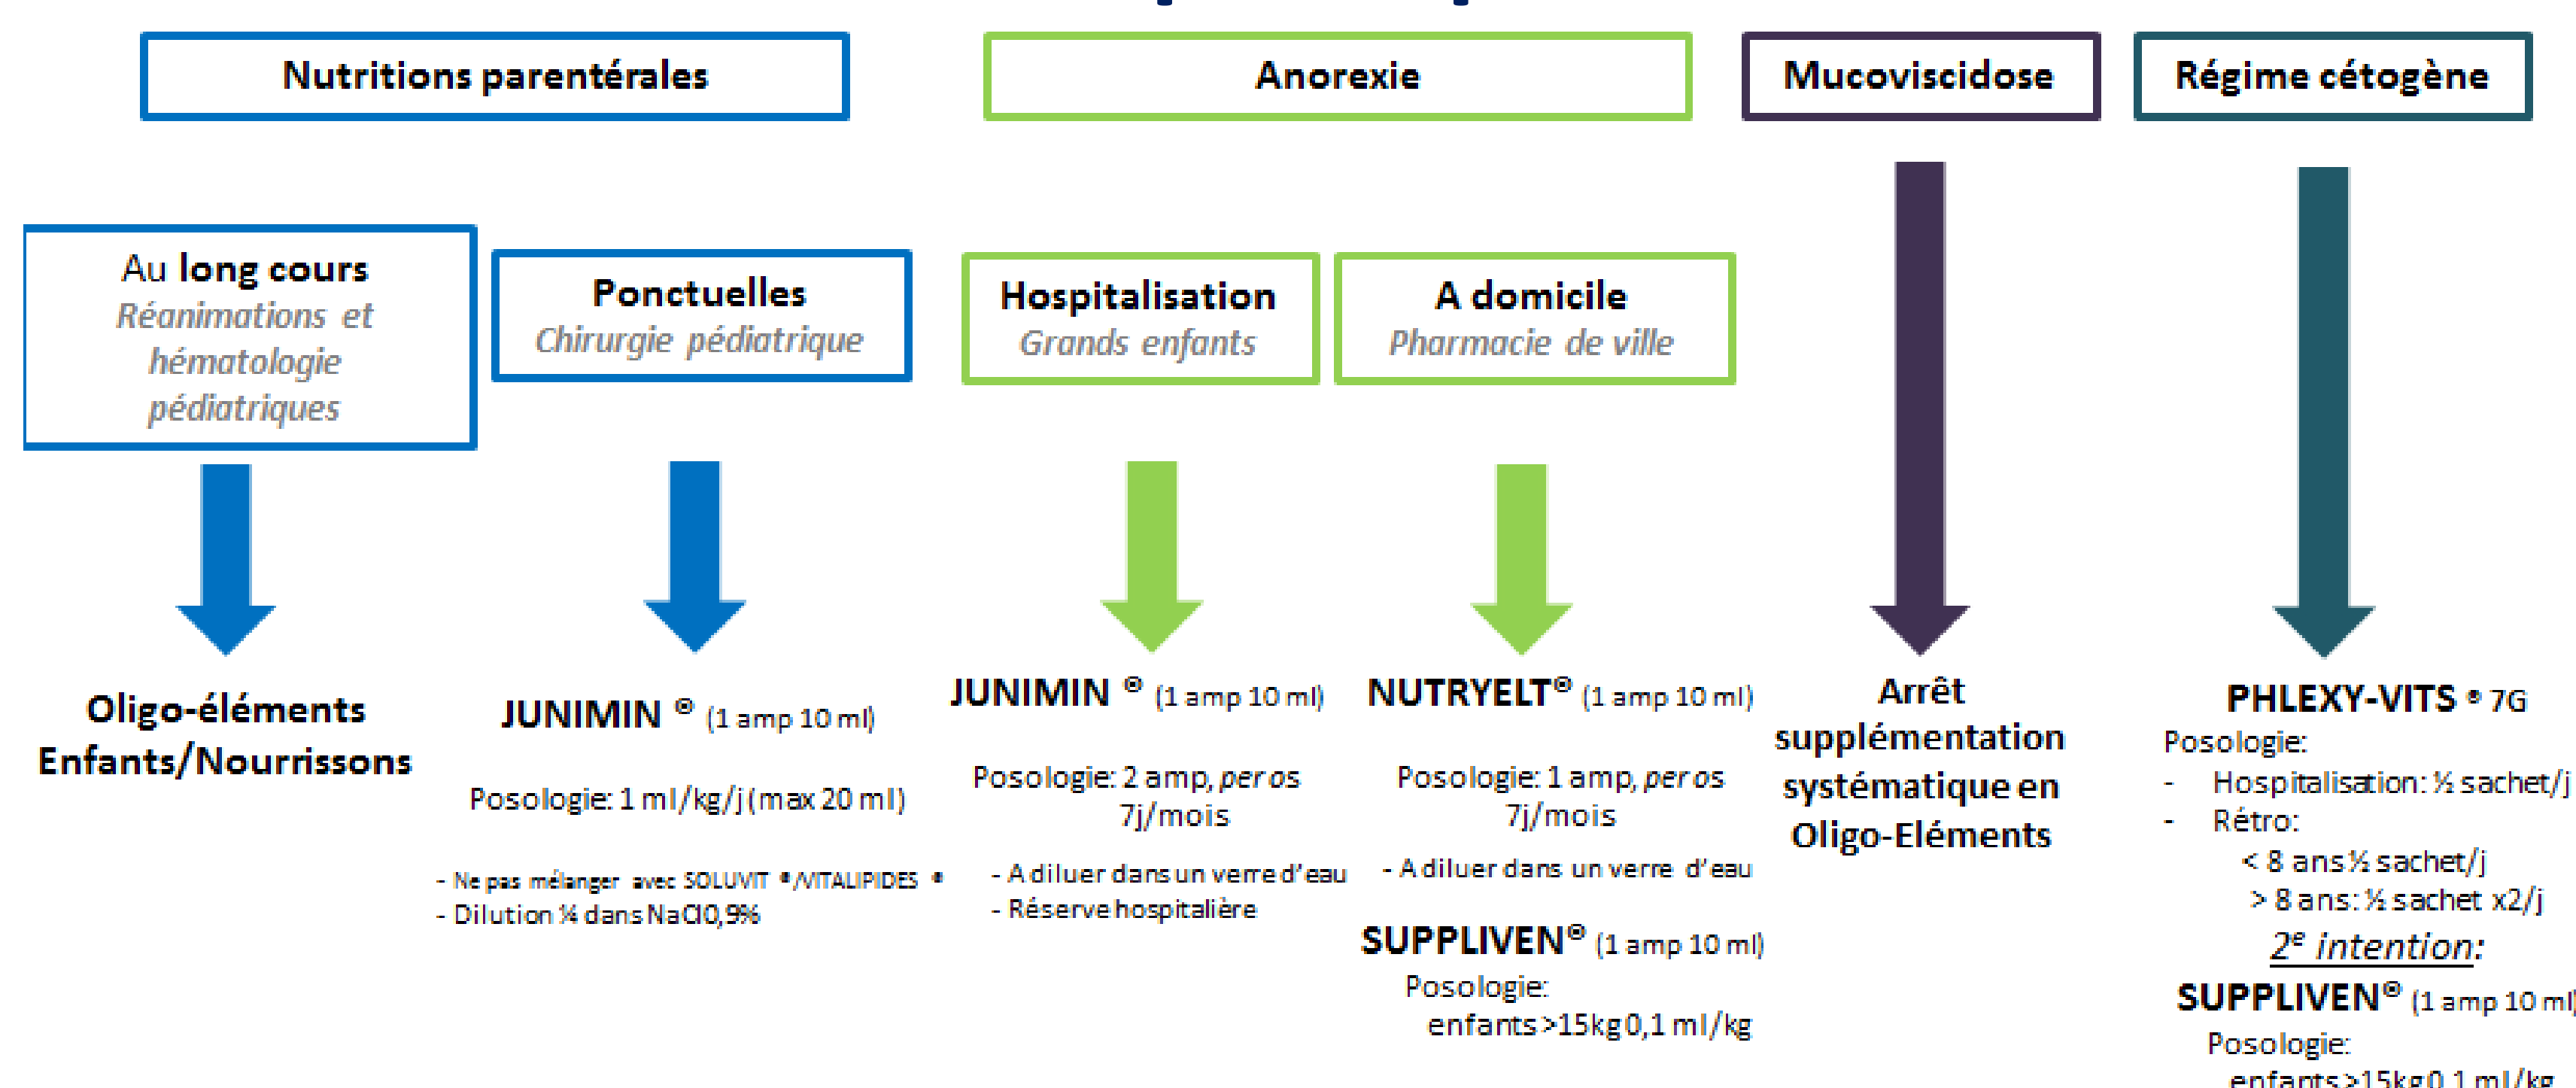 Nutritions parentérales
Au long cours
Réanimations et
hématologie
pédiatriques
Oligo-éléments
Enfants/Nourrissons
Ponctuelles
Chirurgie pédiatrique
JUNIMIN ® (1 amp 10 ml)
Posologie: 1 ml/kg/j (max 20 ml)
- Ne pas mélanger avec SOLUVIT ®/VITALIPIDES ®
- Dilution ¼ dans NaCl0,9%
Anorexie
Hospitalisation
Grands enfants
JUNIMIN ® (1 amp 10 ml)
Posologie: 2 amp, per os
7j/mois
- A diluer dans un verre d'eau
- Réserve hospitalière
A domicile
Pharmacie de ville
NUTRYELT® (1 amp 10 ml)
Posologie: 1 amp, per os
7j/mois
- A diluer dans un verre d'eau
SUPPLIVEN® (1 amp 10 ml)
Posologie:
enfants >15kg 0,1 ml/kg
Mucoviscidose
Arrêt
supplémentation
systématique en
Oligo-Eléments
Régime cétogène
PHLEXY-VITS ® 7G
Posologie:
- Hospitalisation: ½ sachet/j
- Rétro:
< 8 ans ½ sachet/j
> 8 ans: ½ sachet x2/j
2e intention:
SUPPLIVEN® (1 amp 10 ml)
Posologie:
enfants >15kg 0,1 ml/kg